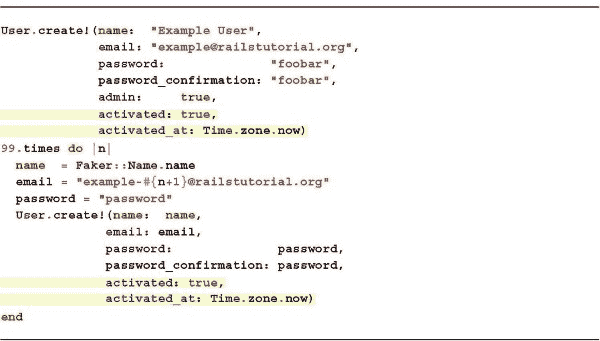 User.create!(name:  "Example User",
             email: "example@railstutorial.org",
             password:              "foobar",
             password_confirmation: "foobar",
             admin:     true,
             activated: true,
             activated_at: Time.zone.now)
99.times do |n|
  name  = Faker::Name.name
  email = "example-#{n+1}@railstutorial.org"
  password = "password"
  User.create!(name:  name,
              email: email,
              password:              password,
              password_confirmation: password,
              activated: true,
              activated_at: Time.zone.now)
end